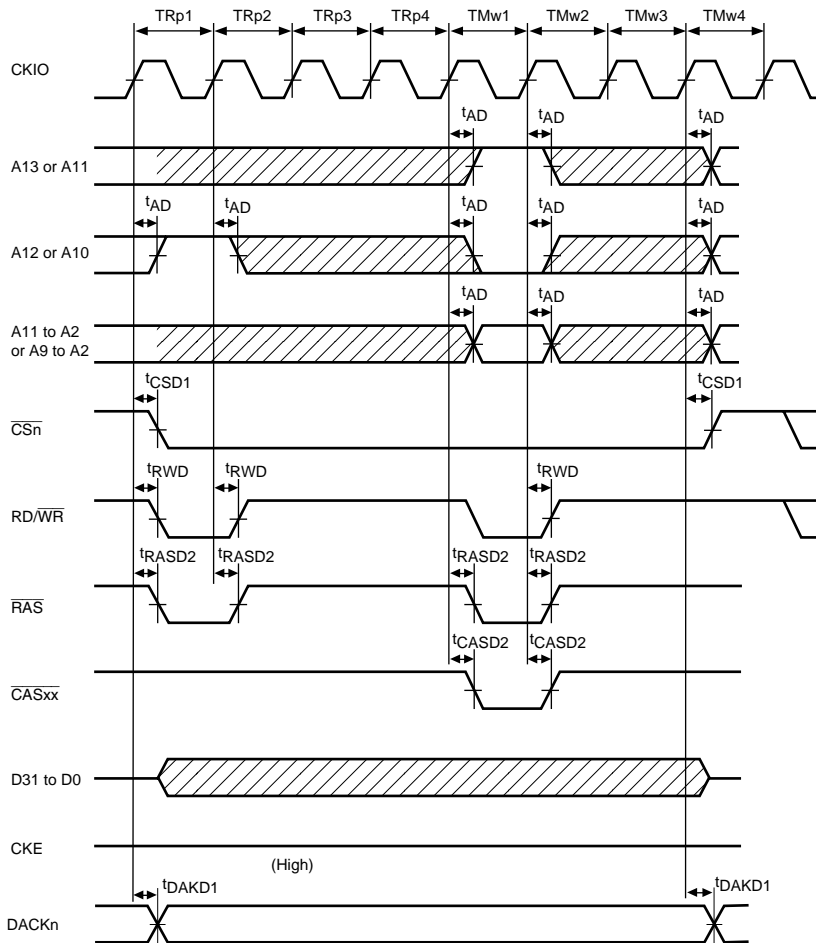 TRp1 TRp2 TRp3 TRp4 TMw1 TMw2 TMw3 TMw4
CKIO
tAD tAD tAD
A13 or A11
tAD tAD tAD tAD tAD
A12 or A10
tAD tAD tAD
A11 to A2
or A9 to A2
tCSD1 tCSD1
CSn
tRWD tRWD tRWD
RD/WR
tRASD2 tRASD2 tRASD2 tRASD2
RAS
tCASD2 tCASD2
CASxx
D31 to D0
CKE
(High)
tDAKD1 tDAKD1
DACKn